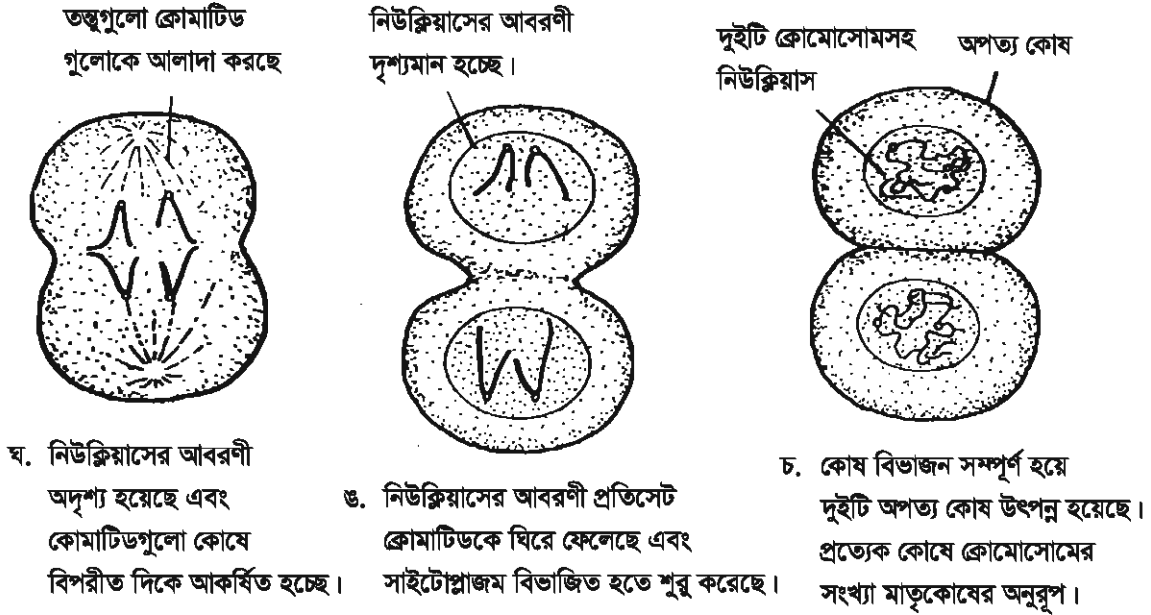 তন্তুগুলো ক্রোমাটিড
গুলোকে আলাদা করছে
নিউক্লিয়াসের আবরণী
দৃশ্যমান হচ্ছে।
দুইটি ক্রোমোসোমসহ
নিউক্লিয়াস
অপত্য কোষ
ঘ. নিউক্লিয়াসের আবরণী
অদৃশ্য হয়েছে এবং
কোমাটিডগুলো কোষে
বিপরীত দিকে আকর্ষিত হচ্ছে।
ঙ. নিউক্লিয়াসের আবরণী প্রতিসেট
ক্রোমাটিডকে ঘিরে ফেলেছে এবং
সাইটোপ্লাজম বিভাজিত হতে শুরু করেছে।
চ. কোষ বিভাজন সম্পূর্ণ হয়ে
দুইটি অপত্য কোষ উৎপন্ন হয়েছে।
প্রত্যেক কোষে ক্রোমোসোমের
সংখ্যা মাতৃকোষের অনুরূপ।